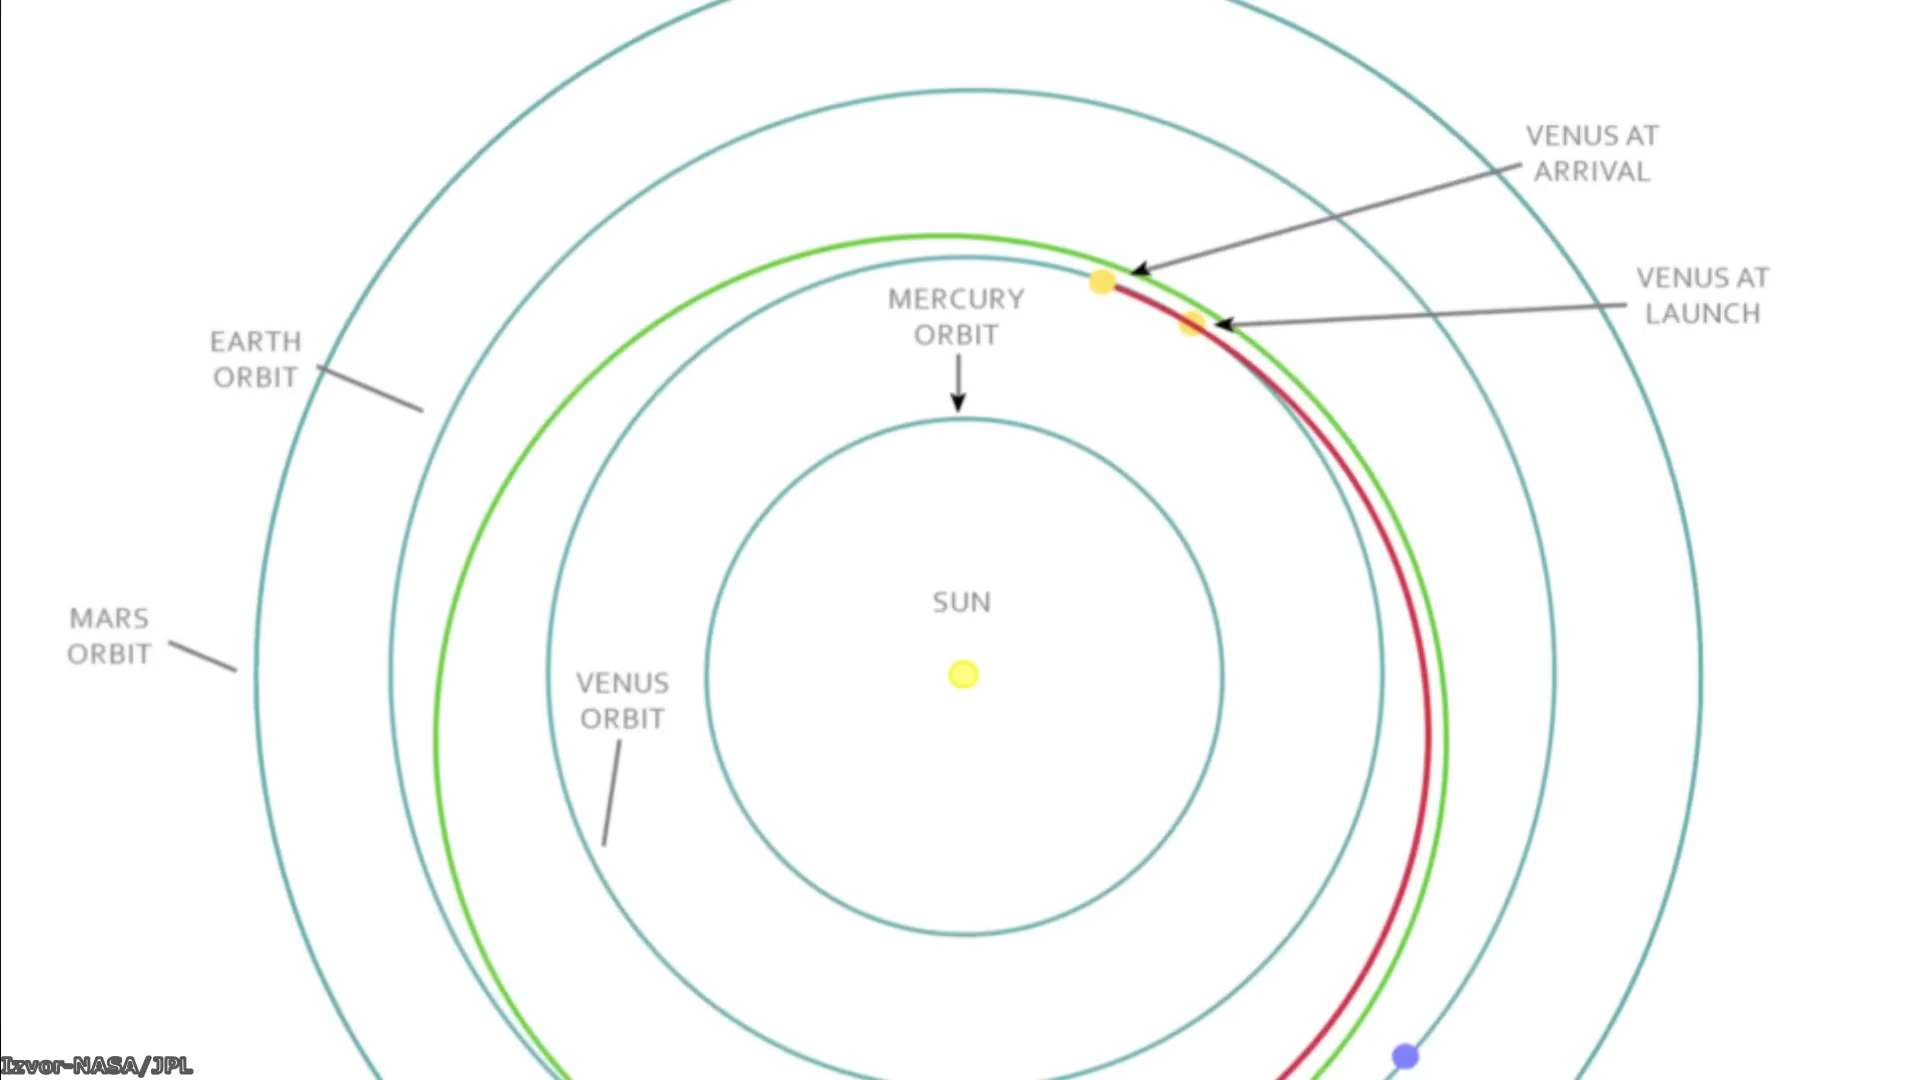 VENUS AT
ARRIVAL
VENUS AT
LAUNCH
MERCURY
ORBIT
EARTH
ORBIT
SUN
MARS
ORBIT
VENUS
ORBIT
Izvor-NASA/JPL